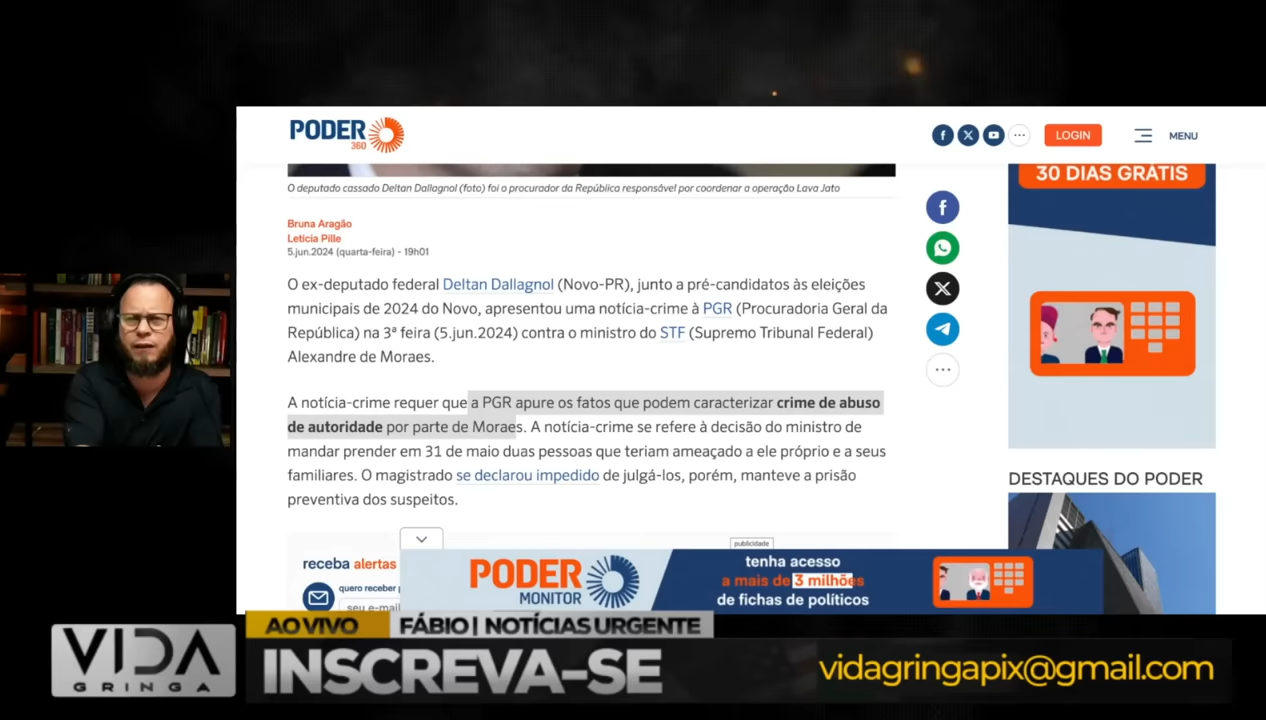 PODER
360
LOGIN
MENU
30 DIAS GRÁTIS
O deputado cassado Deltan Dallagnol (foto) foi o procurador da República responsável por coordenar a operação Lava Jato
Bruna Aragão
Letícia Pille
5.jun.2024 (quarta-feira) - 19h01
O ex-deputado federal Deltan Dallagnol (Novo-PR), junto a pré-candidatos às eleições
municipais de 2024 do Novo, apresentou uma notícia-crime à PGR (Procuradoria Geral da
República) na 3ª feira (5.jun.2024) contra o ministro do STF (Supremo Tribunal Federal)
Alexandre de Moraes.
A notícia-crime requer que a PGR apure os fatos que podem caracterizar crime de abuso
de autoridade por parte de Moraes. A notícia-crime se refere à decisão do ministro de
mandar prender em 31 de maio duas pessoas que teriam ameaçado a ele próprio e a seus
familiares. O magistrado se declarou impedido de julgá-los, porém, manteve a prisão
preventiva dos suspeitos.
DESTAQUES DO PODER
receba alertas
quero receber
seu e-mail
publicidade
PODER
MONITOR
tenha acesso
a mais de 3 milhões
de fichas de políticos
AO VIVO
FÁBIO | NOTÍCIAS URGENTE
VIDA
GRINGA
INSCREVA-SE
vidagringapix@gmail.com